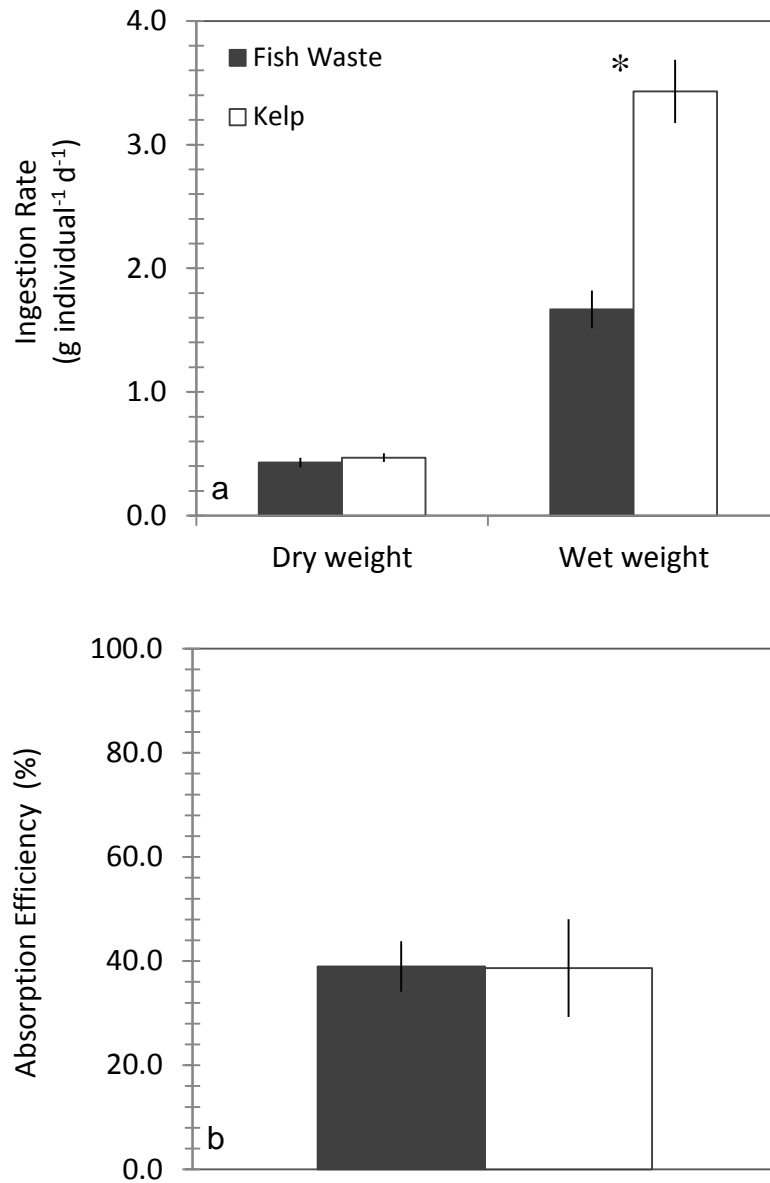 4.0
Fish Waste
*
Kelp
3.0
Ingestion Rate
(g individual⁻¹ d⁻¹)
2.0
1.0
a
0.0
Dry weight Wet weight
100.0
80.0
Absorption Efficiency (%)
60.0
40.0
20.0
b
0.0